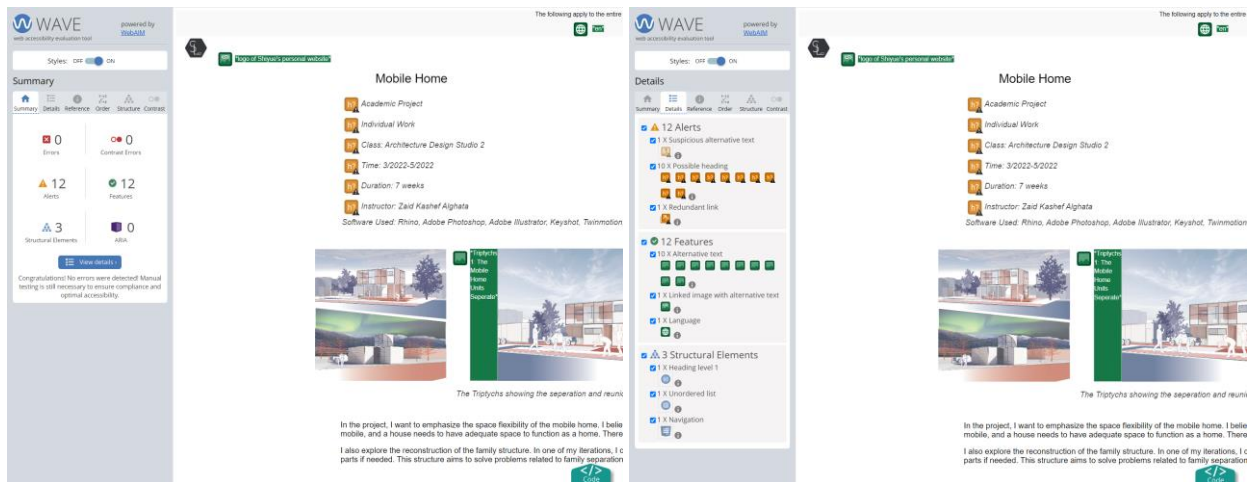 WAVE
web accessibility evaluation tool
powered by
WebAIM
Styles: OFF ON
Summary
Summary Details Reference Order Structure Contrast
0
Errors
0
Contrast Errors
12
Alerts
12
Features
3
Structural Elements
0
ARIA
View details ›
Congratulations! No errors were detected! Manual
testing is still necessary to ensure compliance and
optimal accessibility.
The following apply to the entire
"en"
"logo of Shiyue's personal website"
Mobile Home
h? Academic Project
h? Individual Work
h? Class: Architecture Design Studio 2
h? Time: 3/2022-5/2022
h? Duration: 7 weeks
h? Instructor: Zaid Kashef Alghata
Software Used: Rhino, Adobe Photoshop, Adobe Illustrator, Keyshot, Twinmotion
"Triptychs
1 The
Mobile
Home
Units
Seperate"
The Triptychs showing the seperation and reuni
In the project, I want to emphasize the space flexibility of the mobile home. I belie
mobile, and a house needs to have adequate space to function as a home. There
I also explore the reconstruction of the family structure. In one of my iterations, I c
parts if needed. This structure aims to solve problems related to family separation
</>
Code
WAVE
web accessibility evaluation tool
powered by
WebAIM
Styles: OFF ON
Details
Summary Details Reference Order Structure Contrast
12 Alerts
1 X Suspicious alternative text
10 X Possible heading
h? h? h? h? h? h? h? h?
h? h?
1 X Redundant link
12 Features
10 X Alternative text
1 X Linked image with alternative text
1 X Language
3 Structural Elements
1 X Heading level 1
1 X Unordered list
1 X Navigation
The following apply to the entire
"en"
"logo of Shiyue's personal website"
Mobile Home
h? Academic Project
h? Individual Work
h? Class: Architecture Design Studio 2
h? Time: 3/2022-5/2022
h? Duration: 7 weeks
h? Instructor: Zaid Kashef Alghata
Software Used: Rhino, Adobe Photoshop, Adobe Illustrator, Keyshot, Twinmotion
"Triptychs
1 The
Mobile
Home
Units
Seperate"
The Triptychs showing the seperation and reuni
In the project, I want to emphasize the space flexibility of the mobile home. I belie
mobile, and a house needs to have adequate space to function as a home. There
I also explore the reconstruction of the family structure. In one of my iterations, I c
parts if needed. This structure aims to solve problems related to family separation
</>
Code